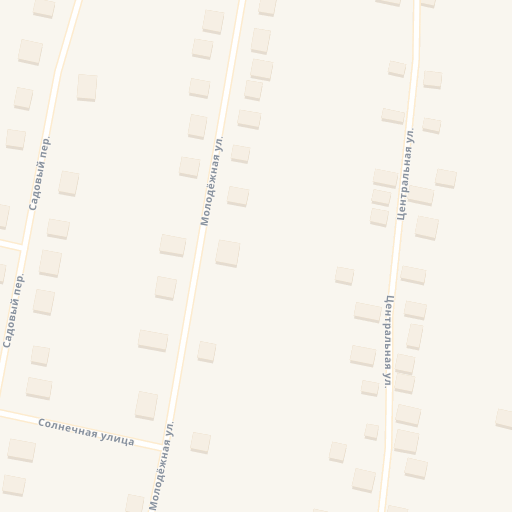 Садовый пер.
Молодёжная ул.
Центральная ул.
Садовый пер.
Центральная ул.
Солнечная улица
Молодёжная ул.